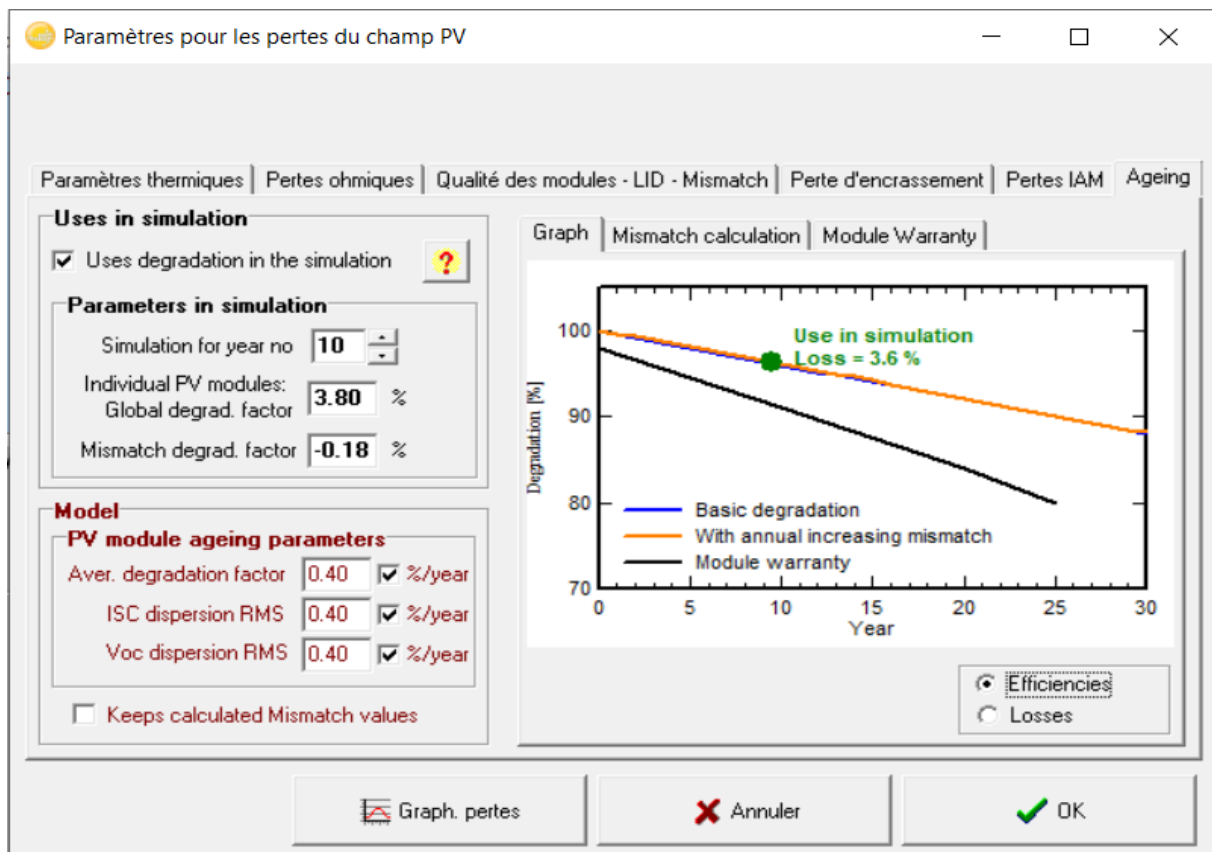 Paramètres pour les pertes du champ PV
Paramètres thermiques
Pertes ohmiques
Qualité des modules - LID - Mismatch
Perte d'encrassement
Pertes IAM
Ageing
Uses in simulation
Uses degradation in the simulation
?
Parameters in simulation
Simulation for year no 10
Individual PV modules:
Global degrad. factor 3.80 %
Mismatch degrad. factor -0.18 %
Model
PV module ageing parameters
Aver. degradation factor 0.40 %/year
ISC dispersion RMS 0.40 %/year
Voc dispersion RMS 0.40 %/year
Keeps calculated Mismatch values
Graph
Mismatch calculation
Module Warranty
Degradation [%]
100
90
80
70
Use in simulation
Loss = 3.6 %
Basic degradation
With annual increasing mismatch
Module warranty
0 5 10 15 20 25 30
Year
Efficiencies
Losses
Graph. pertes
Annuler
OK